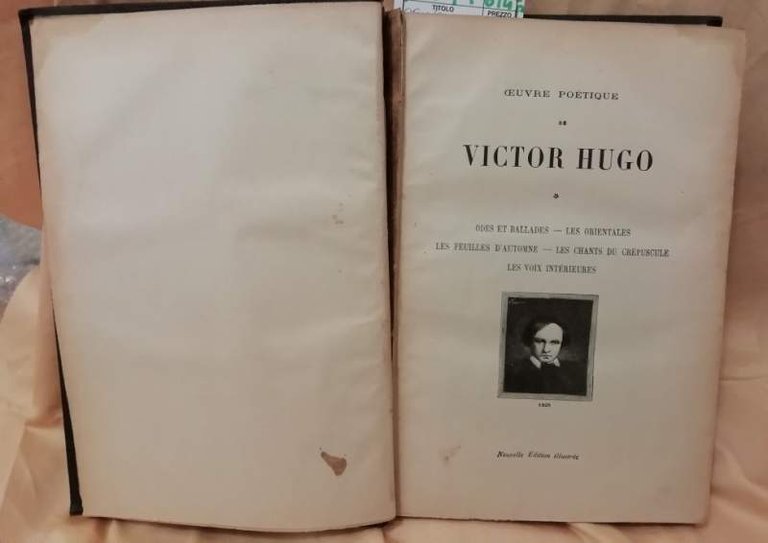 TITOLO
PREZZO
ŒUVRE POÉTIQUE
VICTOR HUGO
*
ODES ET BALLADES — LES ORIENTALES
LES FEUILLES D'AUTOMNE — LES CHANTS DU CRÉPUSCULE
LES VOIX INTÉRIEURES
Nouvelle Édition illustrée